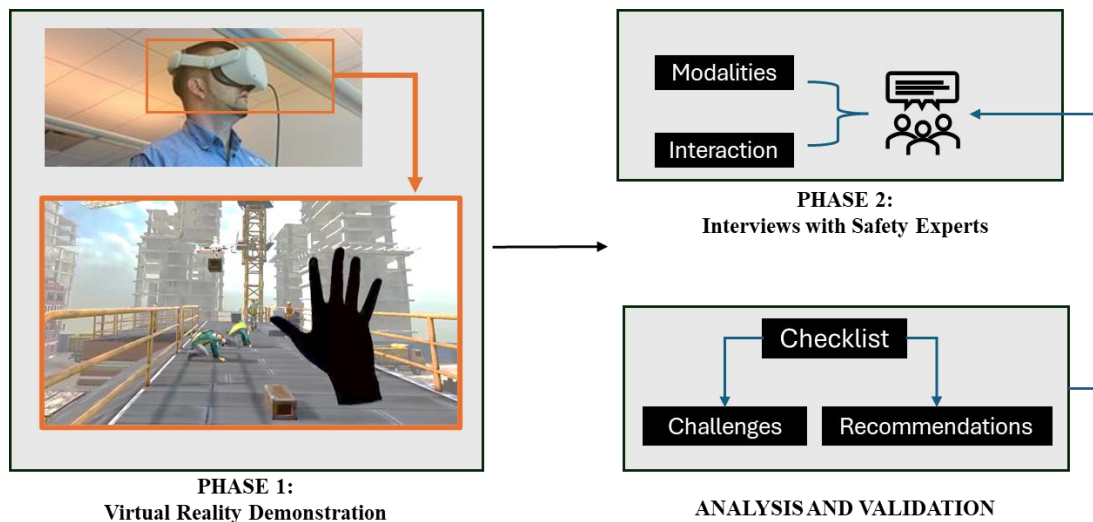 PHASE 1:
Virtual Reality Demonstration
Modalities
Interaction
PHASE 2:
Interviews with Safety Experts
Checklist
Challenges
Recommendations
ANALYSIS AND VALIDATION